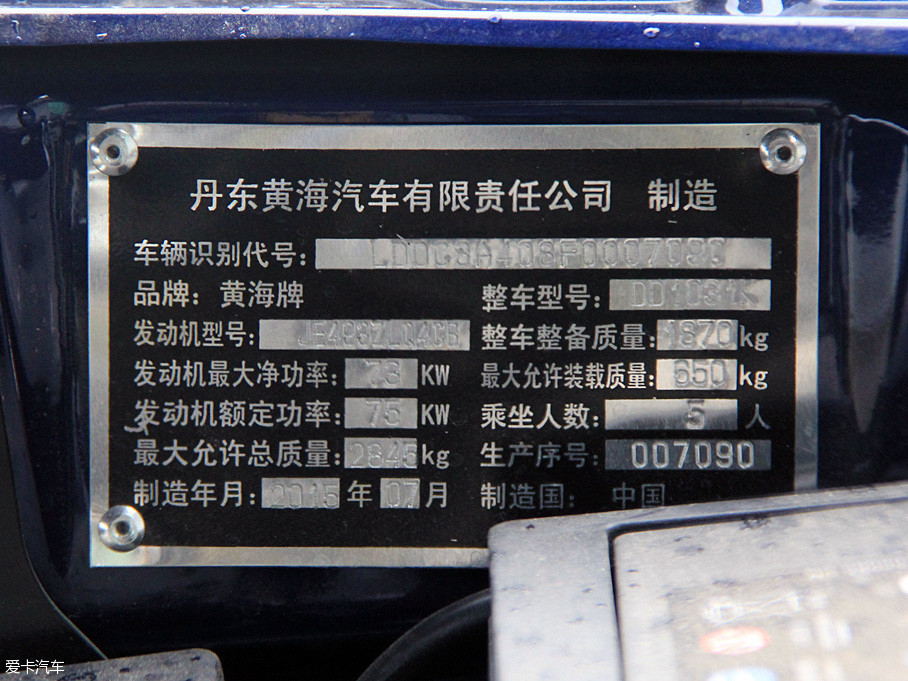 丹东黄海汽车有限责任公司 制造
车辆识别代号:
品牌: 黄海牌 整车型号: DD1031K
发动机型号: 整车整备质量: 1870 kg
发动机最大净功率: 73 KW 最大允许装载质量: 650 kg
发动机额定功率: 75 KW 乘坐人数: 5 人
最大允许总质量: 2845 kg 生产序号: 007090
制造年月: 2015 年 07 月 制造国: 中国
爱卡汽车